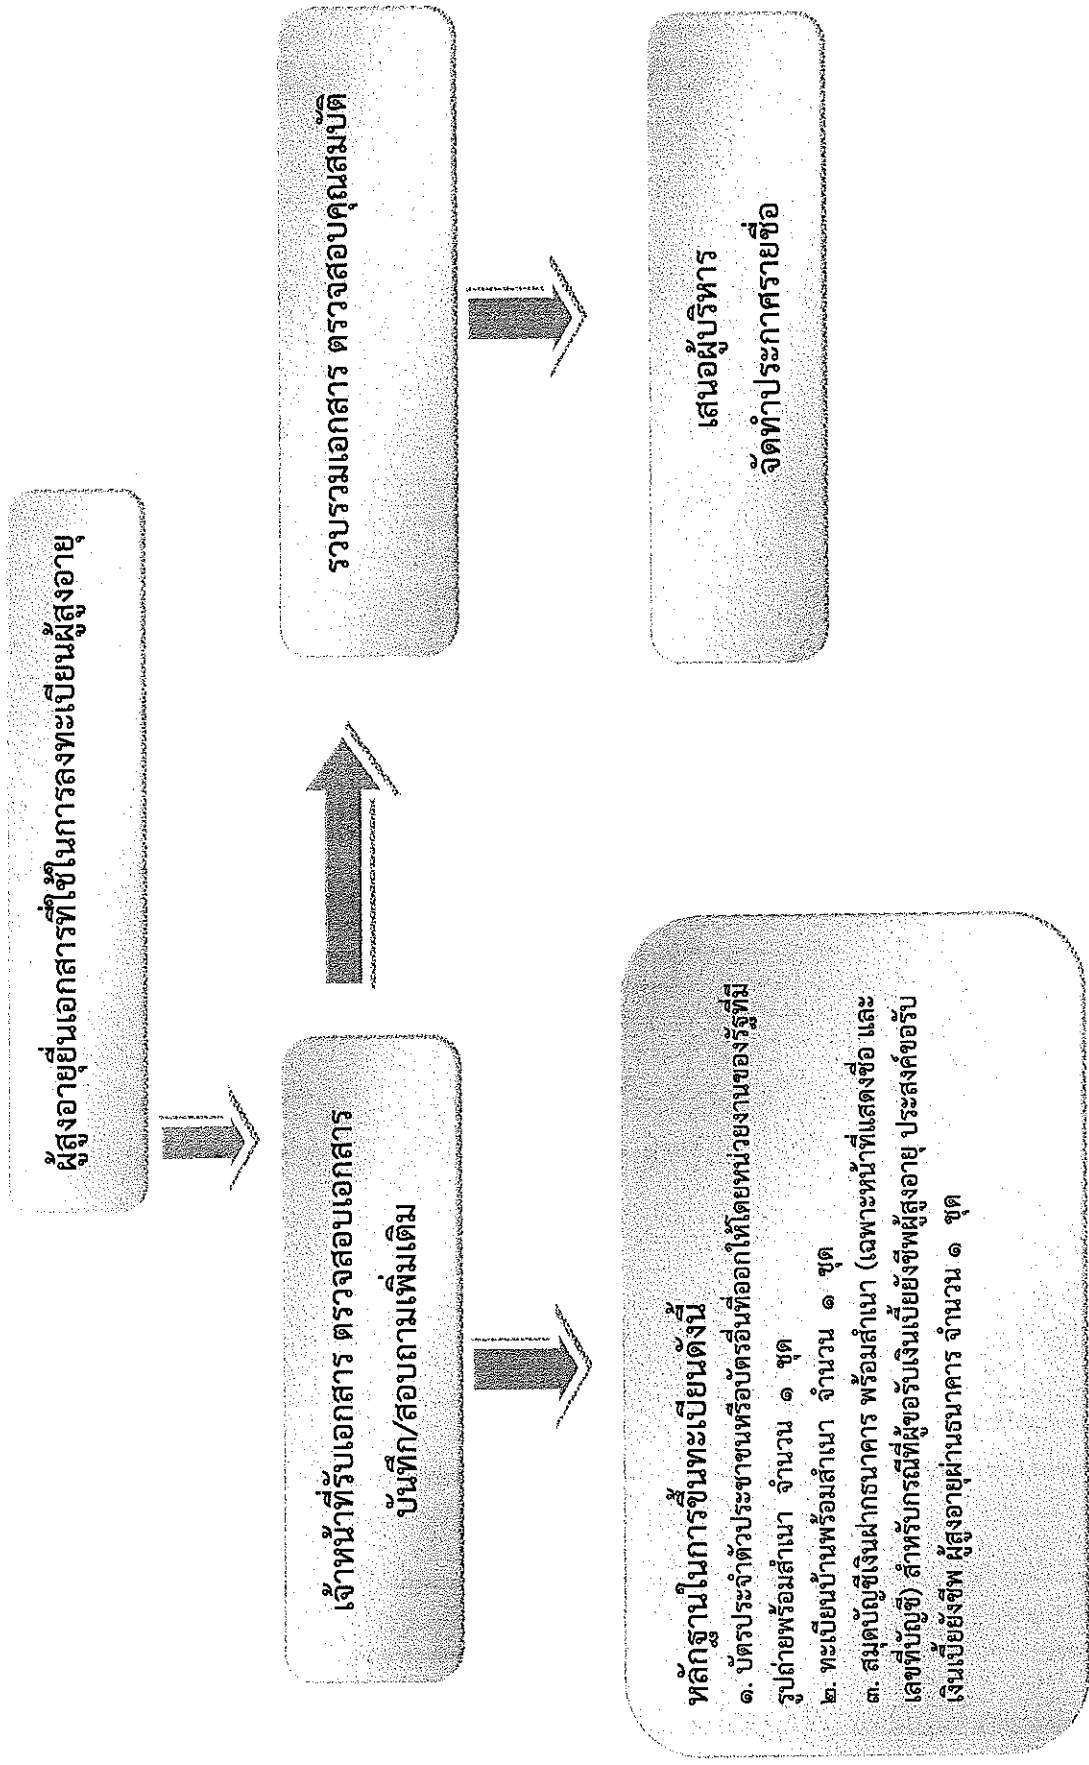 ผู้สูงอายุยื่นเอกสารที่ใช้ในการลงทะเบียนผู้สูงอายุ
เจ้าหน้าที่รับเอกสาร ตรวจสอบเอกสาร
บันทึก/สอบถามเพิ่มเติม
รวบรวมเอกสาร ตรวจสอบคุณสมบัติ
หลักฐานในการขึ้นทะเบียนดังนี้
๑. บัตรประจำตัวประชาชนหรือบัตรอื่นที่ออกให้โดยหน่วยงานของรัฐที่มี
รูปถ่ายพร้อมสำเนา จำนวน ๑ ชุด
๒. ทะเบียนบ้านพร้อมสำเนา จำนวน ๑ ชุด
๓. สมุดบัญชีเงินฝากธนาคาร พร้อมสำเนา (เฉพาะหน้าที่แสดงชื่อ และ
เลขที่บัญชี) สำหรับกรณีที่ผู้ขอรับเงินเบี้ยยังชีพผู้สูงอายุ ประสงค์ขอรับ
เงินเบี้ยยังชีพ ผู้สูงอายุผ่านธนาคาร จำนวน ๑ ชุด
เสนอผู้บริหาร
จัดทำประกาศรายชื่อ